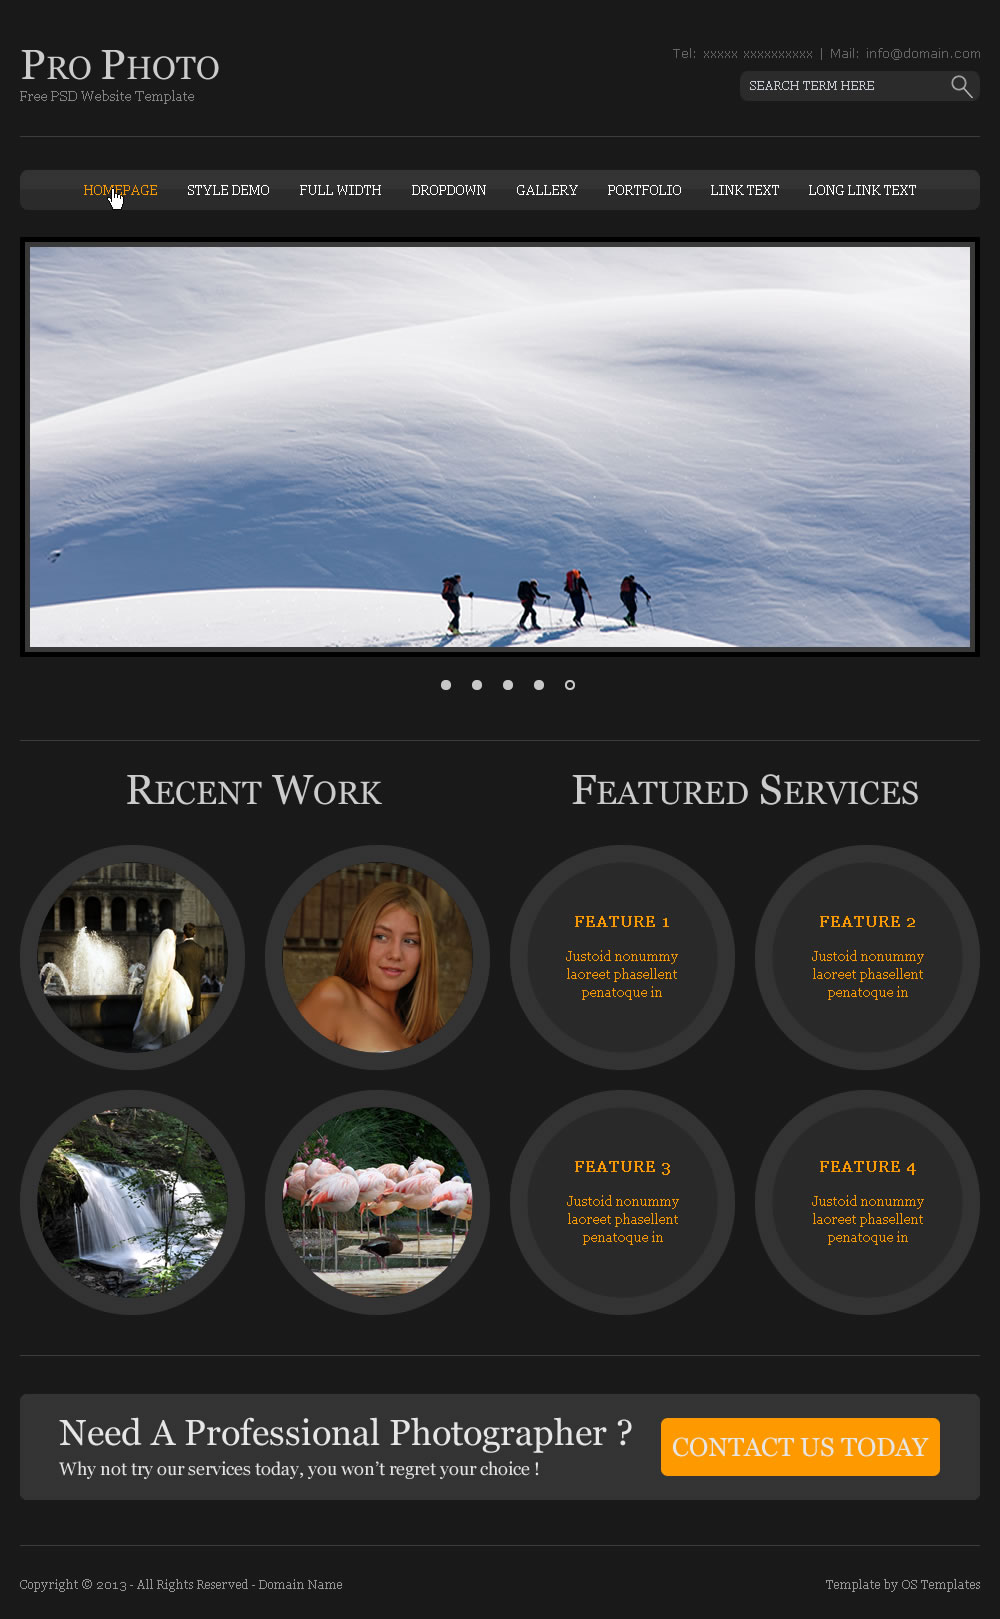 PRO PHOTO
Free PSD Website Template
Tel: xxxxx xxxxxxxxxx | Mail: info@domain.com
SEARCH TERM HERE
HOMEPAGE STYLE DEMO FULL WIDTH DROPDOWN GALLERY PORTFOLIO LINK TEXT LONG LINK TEXT
RECENT WORK
FEATURED SERVICES
FEATURE 1
Justoid nonummy
laoreet phasellent
penatoque in
FEATURE 2
Justoid nonummy
laoreet phasellent
penatoque in
FEATURE 3
Justoid nonummy
laoreet phasellent
penatoque in
FEATURE 4
Justoid nonummy
laoreet phasellent
penatoque in
Need A Professional Photographer ?
Why not try our services today, you won't regret your choice !
CONTACT US TODAY
Copyright © 2013 - All Rights Reserved - Domain Name
Template by OS Templates